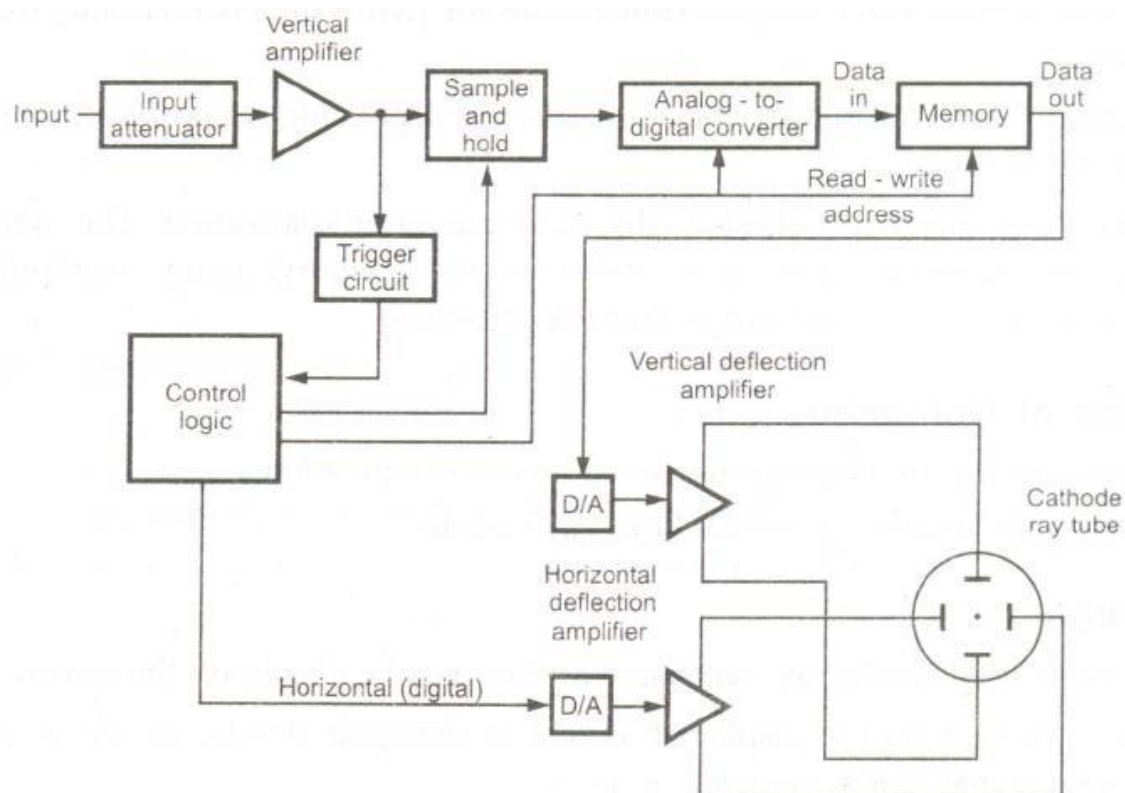 Vertical
amplifier
Input
Input
attenuator
Sample
and
hold
Analog - to-
digital converter
Data
in
Memory
Data
out
Read - write
address
Trigger
circuit
Control
logic
Vertical deflection
amplifier
D/A
Cathode
ray tube
Horizontal
deflection
amplifier
Horizontal (digital)
D/A